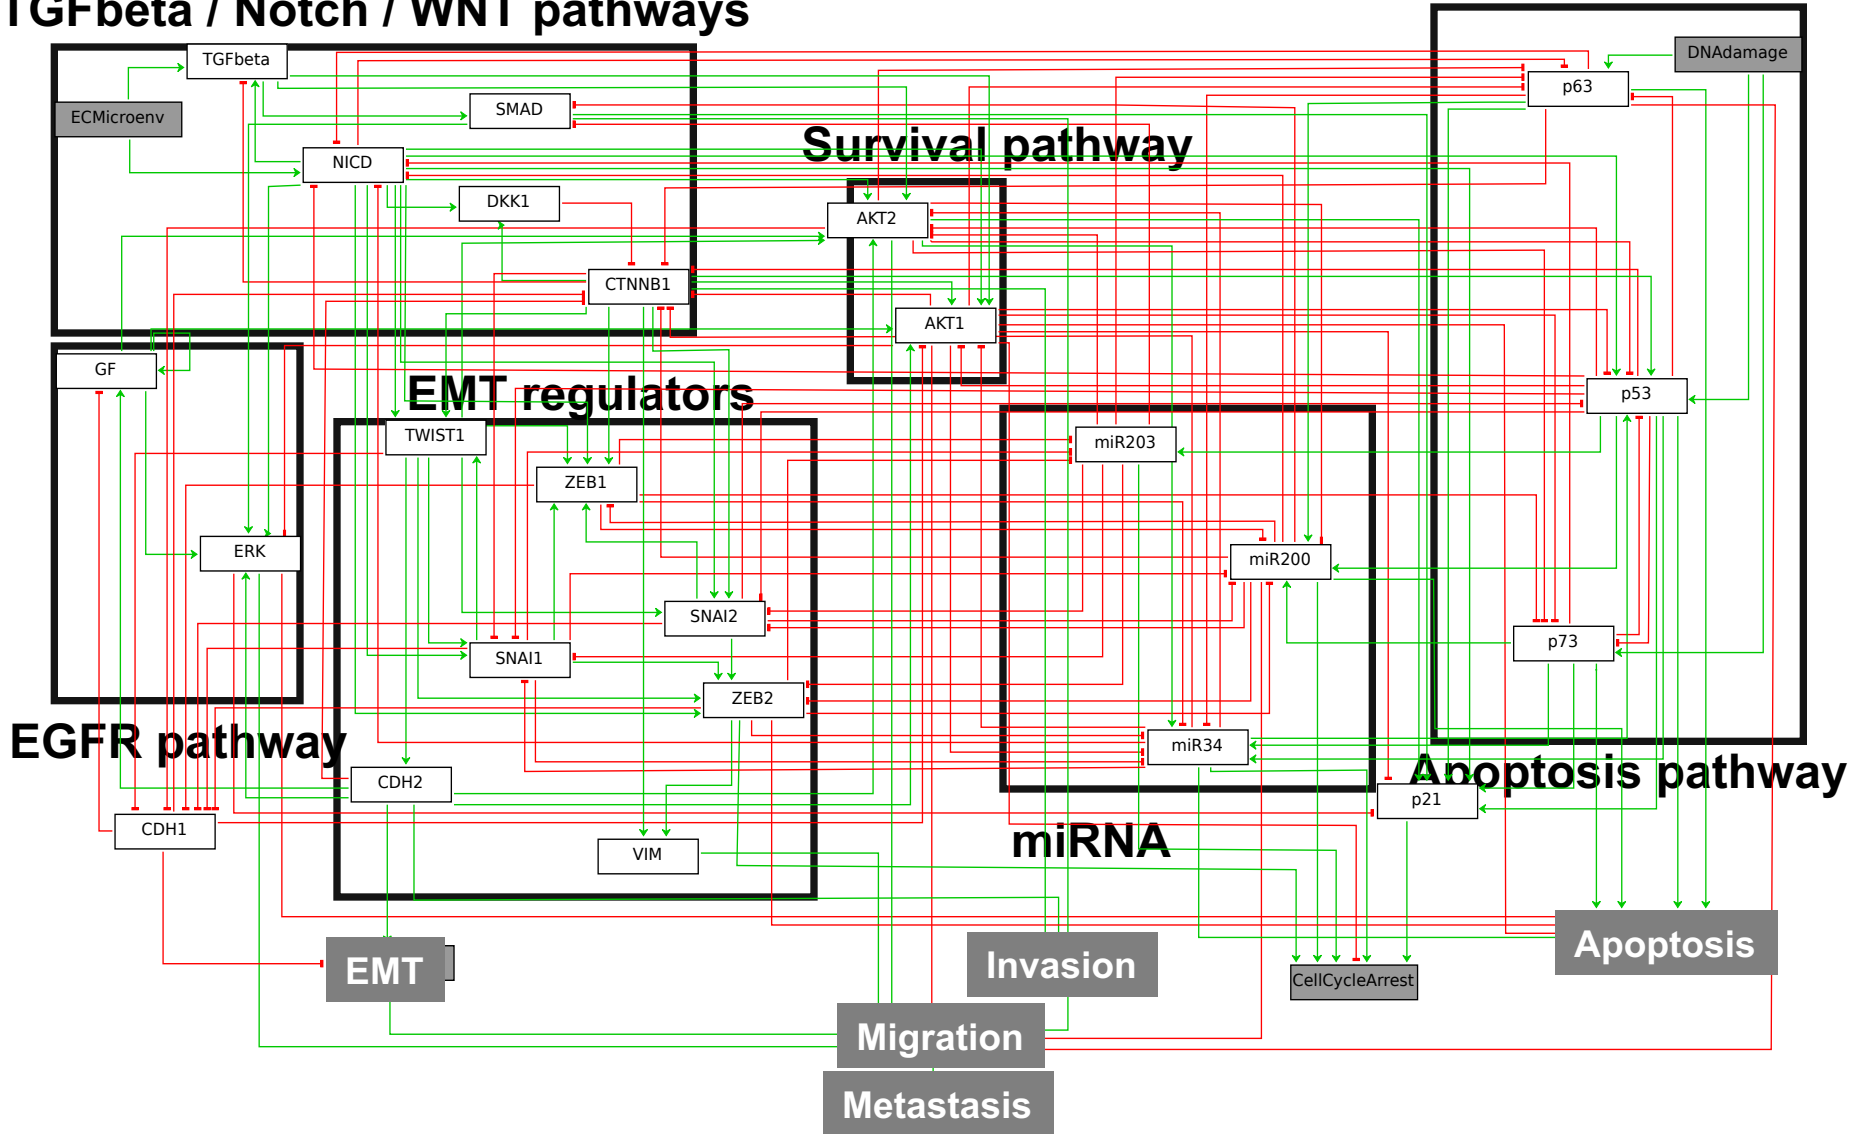 TGFbeta / Notch / WNT pathways
TGFbeta
DNAdamage
p63
ECMicroenv
SMAD
Survival pathway
NICD
DKK1
AKT2
CTNNB1
AKT1
GF
EMT regulators
p53
TWIST1
miR203
ZEB1
ERK
miR200
SNAI2
SNAI1
p73
ZEB2
EGFR pathway
miR34
Apoptosis pathway
CDH2
p21
CDH1
miRNA
VIM
EMT
Invasion
Apoptosis
CellCycleArrest
Migration
Metastasis